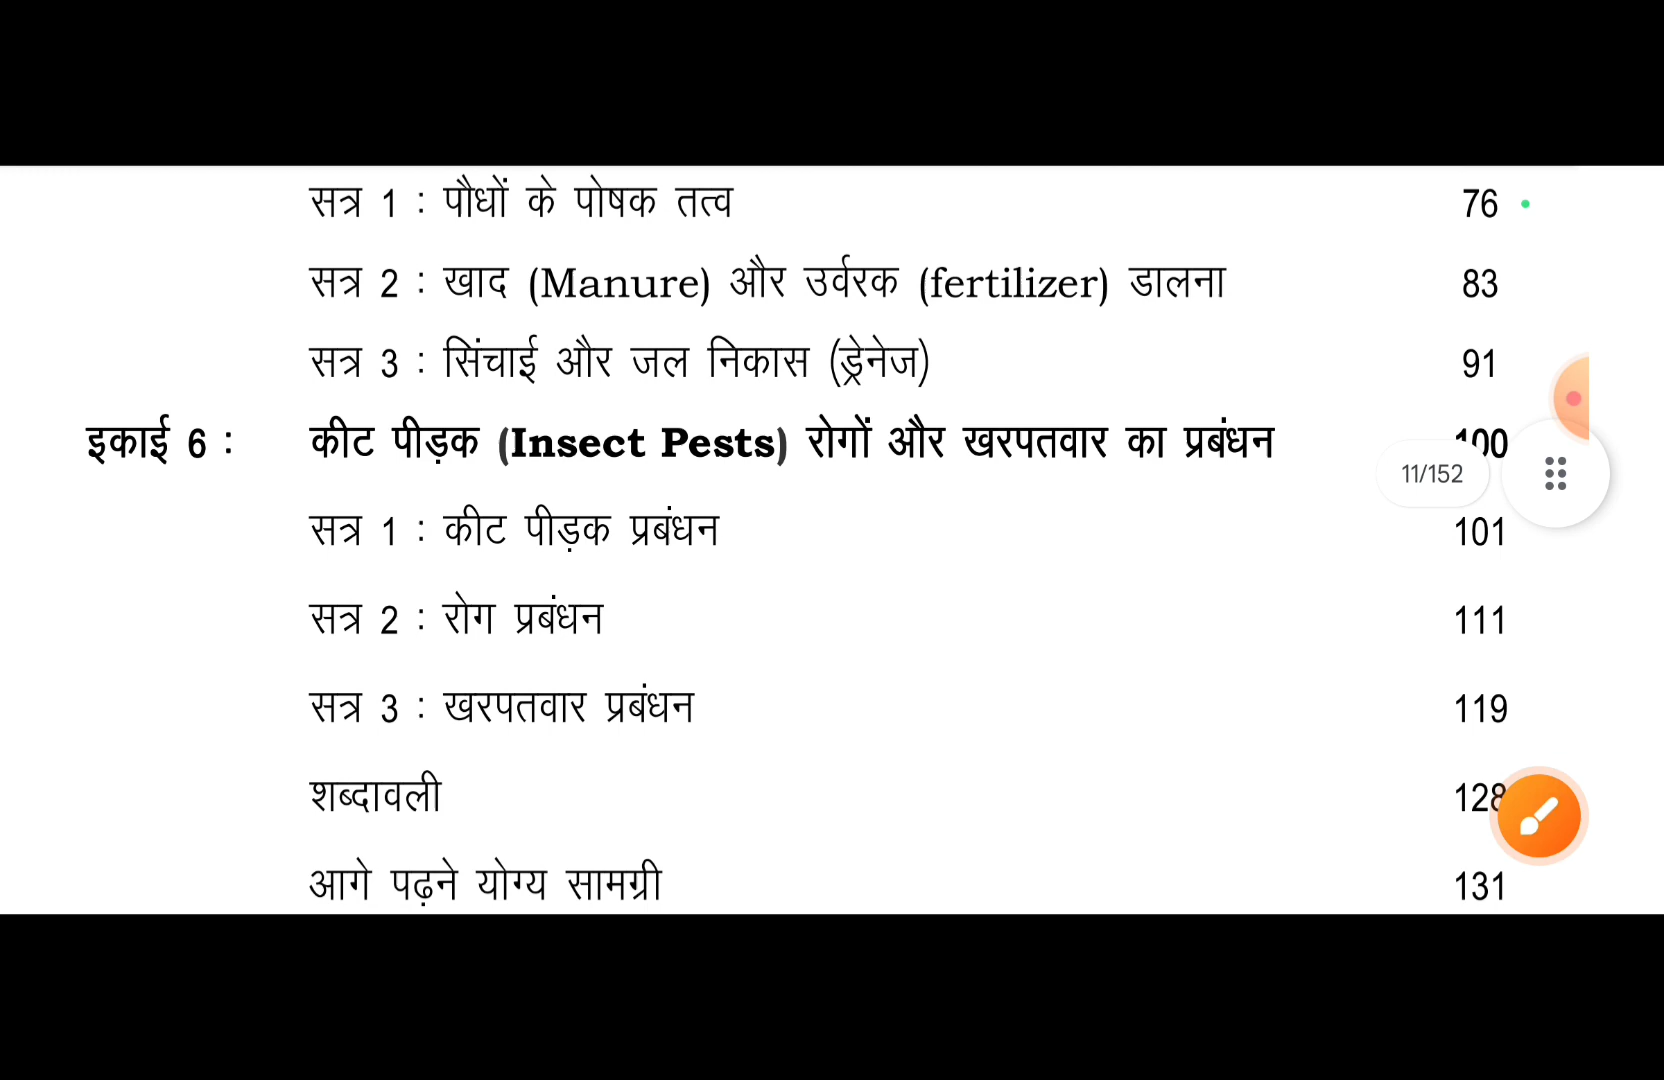 सत्र 1 : पौधों के पोषक तत्व 76
सत्र 2 : खाद (Manure) और उर्वरक (fertilizer) डालना 83
सत्र 3 : सिंचाई और जल निकास (ड्रेनेज) 91
इकाई 6 : कीट पीड़क (Insect Pests) रोगों और खरपतवार का प्रबंधन 100
11/152
सत्र 1 : कीट पीड़क प्रबंधन 101
सत्र 2 : रोग प्रबंधन 111
सत्र 3 : खरपतवार प्रबंधन 119
शब्दावली 128
आगे पढ़ने योग्य सामग्री 131